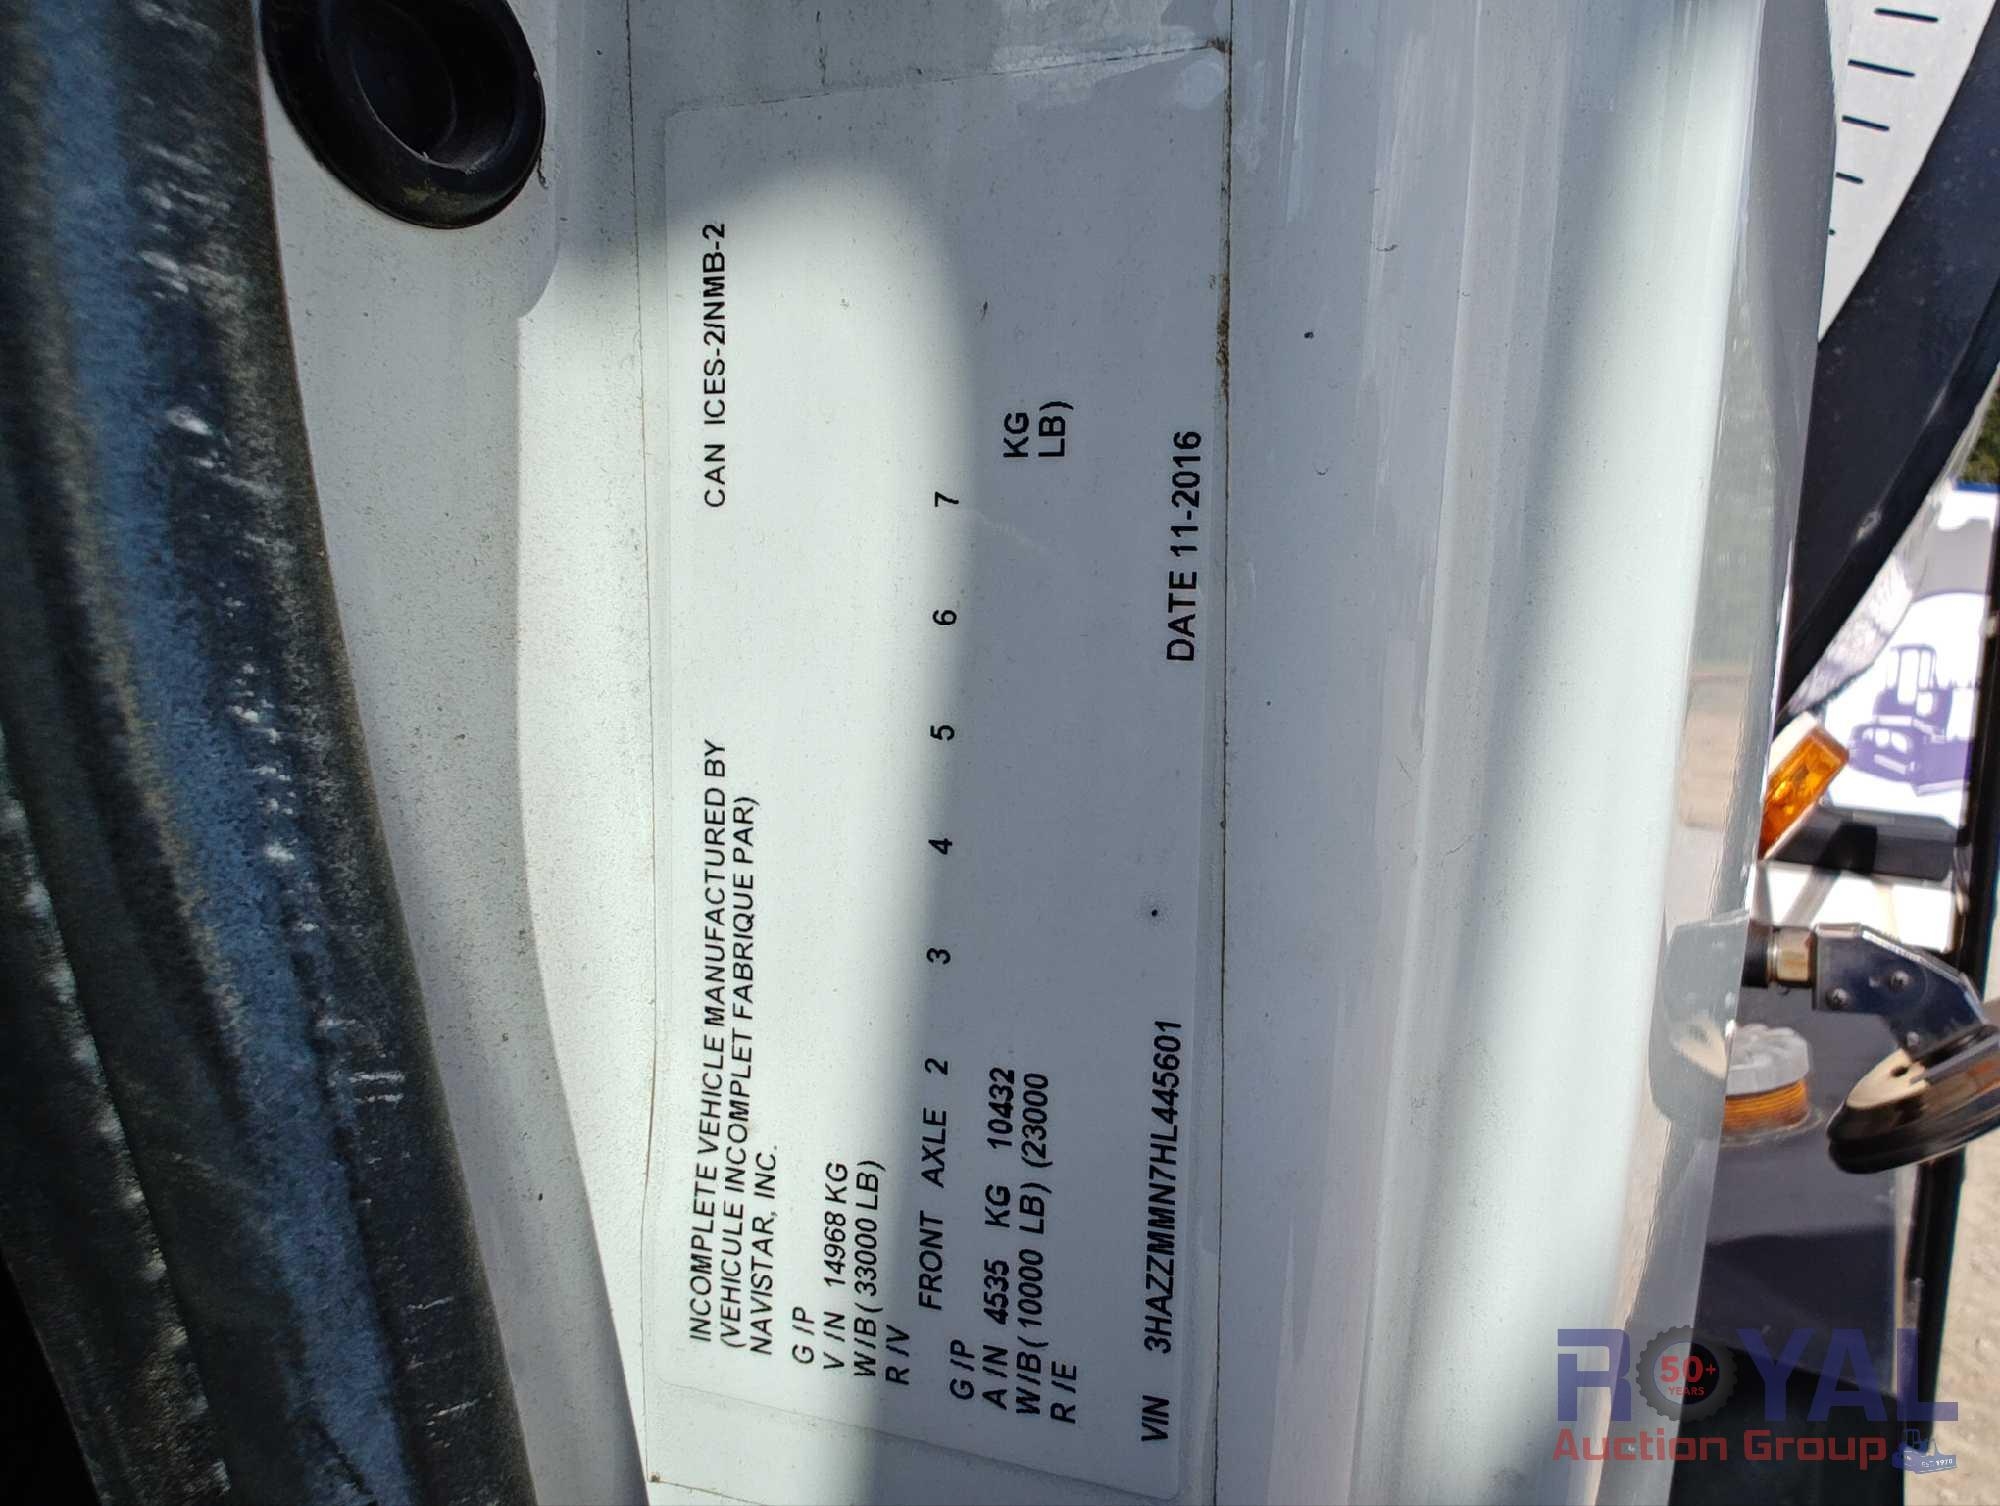 INCOMPLETE VEHICLE MANUFACTURED BY CAN ICES-2/NMB-2
(VEHICULE INCOMPLET FABRIQUE PAR)
NAVISTAR, INC.
G /P
V /N 14968 KG
W/B ( 33000 LB)
R /V
FRONT AXLE 2 3 4 5 6 7
G /P
A /N 4535 KG 10432 KG
W/B ( 10000 LB) (23000 LB)
R /E
VIN 3HAZZMMN7HL445601 DATE 11-2016
ROYAL
50+
YEARS
Auction Group
EST. 1970